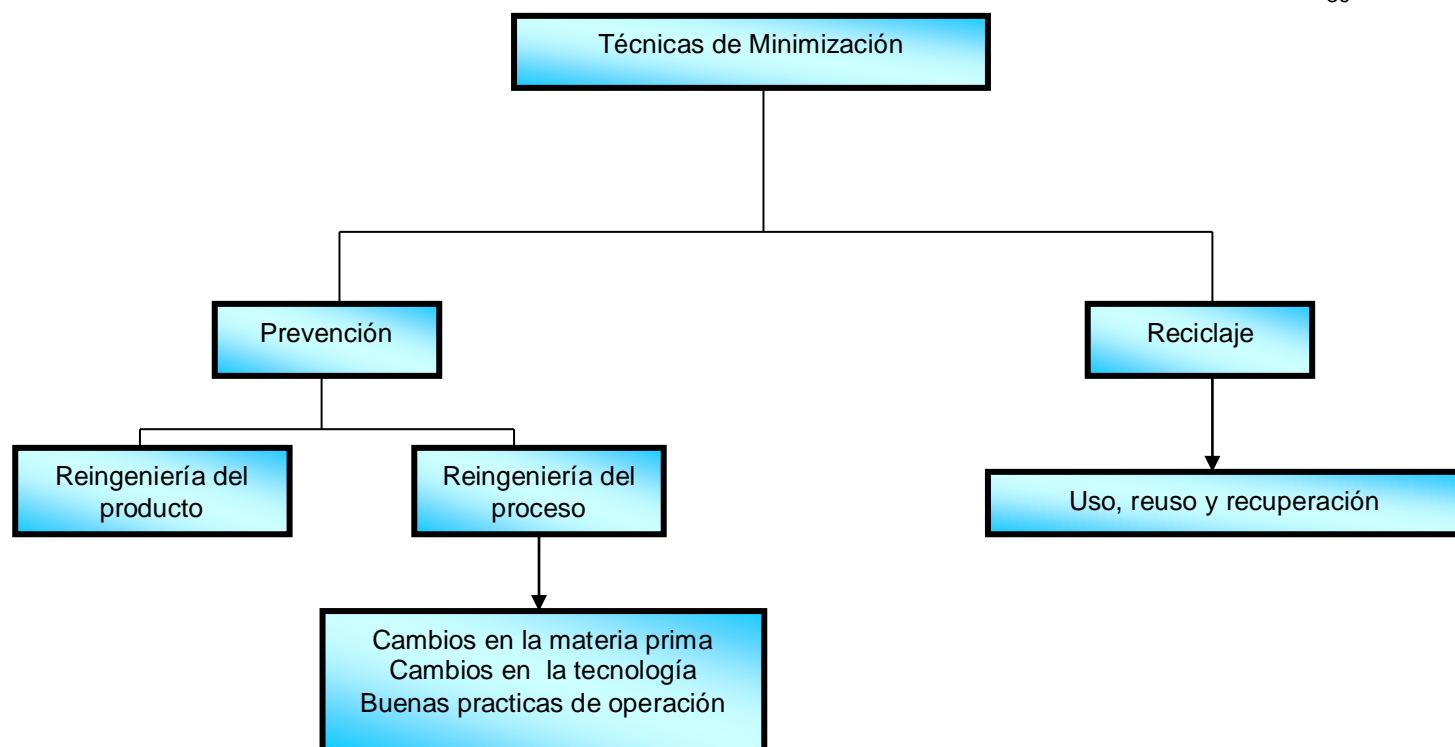 Técnicas de Minimización
Prevención
Reciclaje
Reingeniería del
producto
Reingeniería del
proceso
Uso, reuso y recuperación
Cambios en la materia prima
Cambios en  la tecnología
Buenas practicas de operación